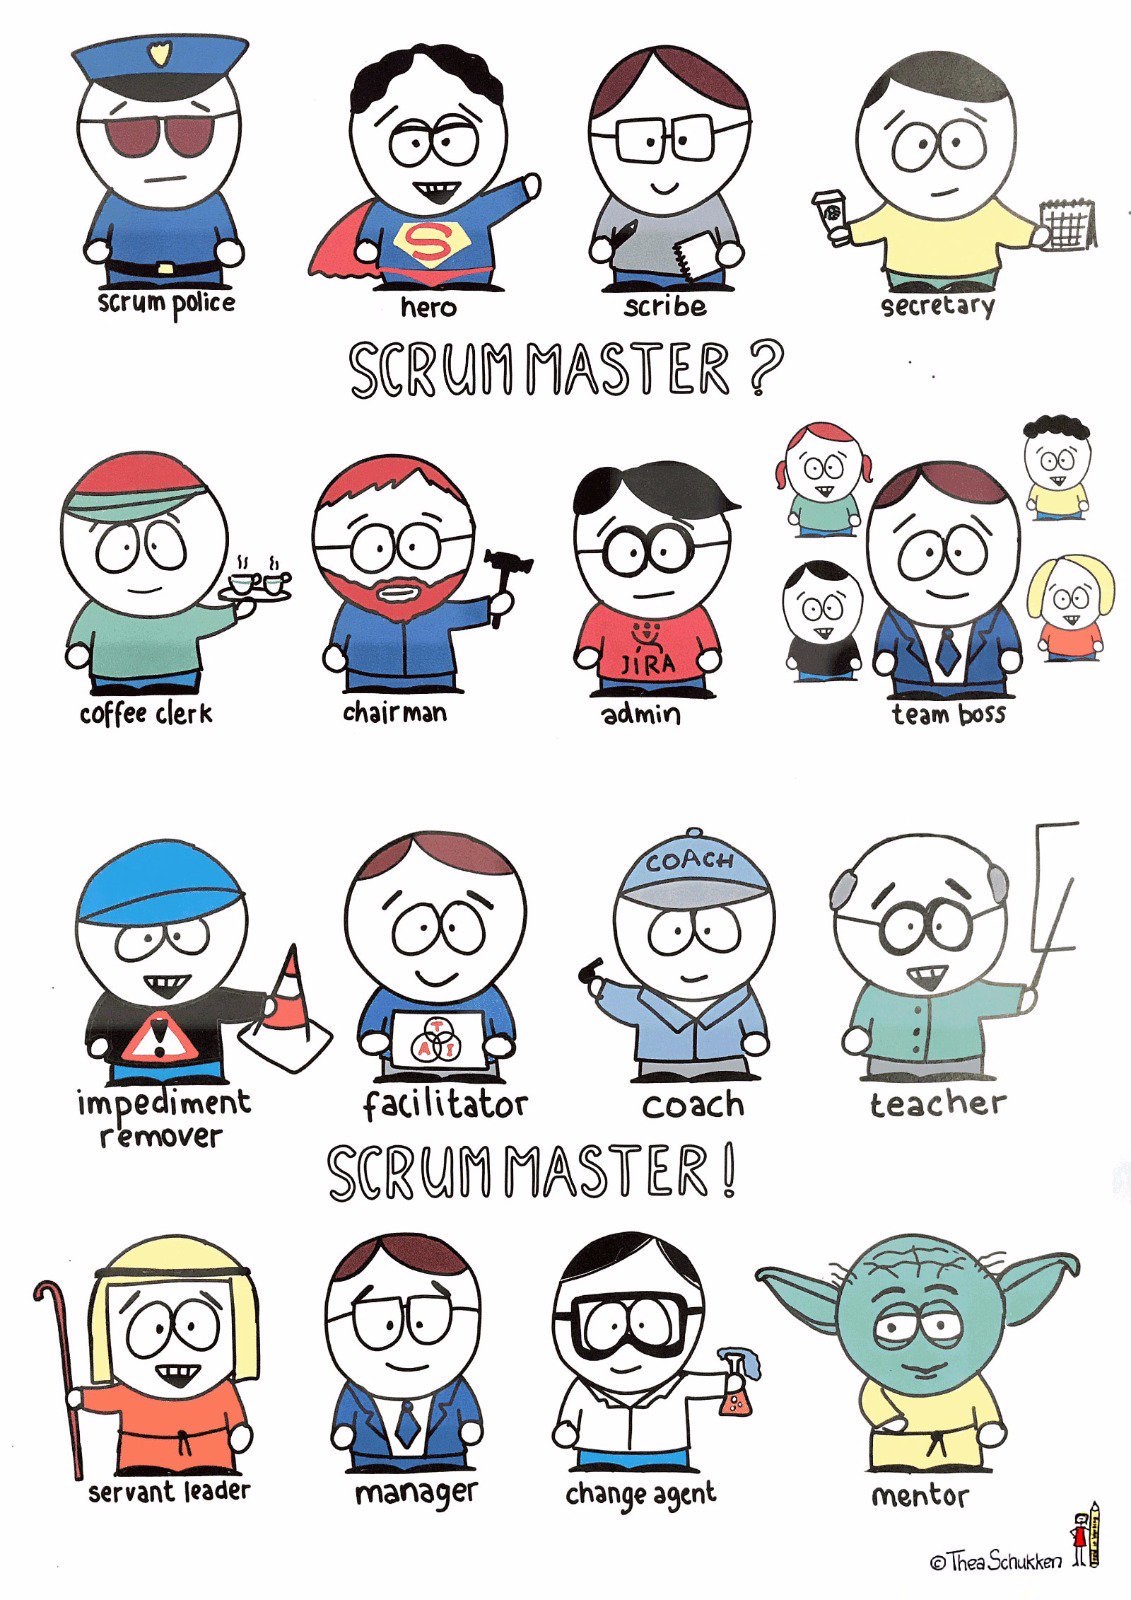 scrum police
hero
S
scribe
secretary
SCRUM MASTER?
coffee clerk
chairman
JIRA
admin
team boss
impediment
remover
T
A I
facilitator
COACH
coach
teacher
SCRUM MASTER!
servant leader
manager
change agent
mentor
© Thea Schukken